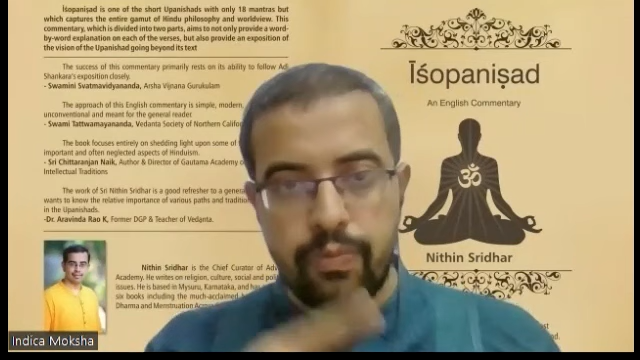 Īśopaniṣad is one of the short Upanishads with only 18 mantras but
which captures the entire gamut of Hindu philosophy and worldview. This
commentary, which is divided into two parts, aims to not only provide a word-
by-word explanation on each of the verses, but also provide an exposition of
the vision of the Upanishad going beyond its text
The success of this commentary primarily rests on its ability to follow Adi
Shankara's exposition closely.
- Swamini Svatmavidyananda, Arsha Vijnana Gurukulam
The approach of this English commentary is simple, modern,
unconventional and meant for the general reader.
- Swami Tattwamayananda, Vedanta Society of Northern
The book focuses entirely on shedding light upon some of
important and often neglected aspects of Hinduism.
- Sri Chittaranjan Naik, Author & Director of Gautama Academy
Intellectual Traditions
The work of Sri Nithin Sridhar is a good refresher to a
wants to know the relative importance of various paths and
in the Upanishads.
-Dr. Aravinda Rao K, Former DGP & Teacher of Vedanta.
Nithin Sridhar is the Chief Curator of
Academy. He writes on religion, culture, social and
issues. He is based in Mysuru, Karnataka, and has
six books including the much-acclaimed
Dharma and Menstruation
Īśopaniṣad
An English Commentary
ॐ
Nithin Sridhar
Indica Moksha